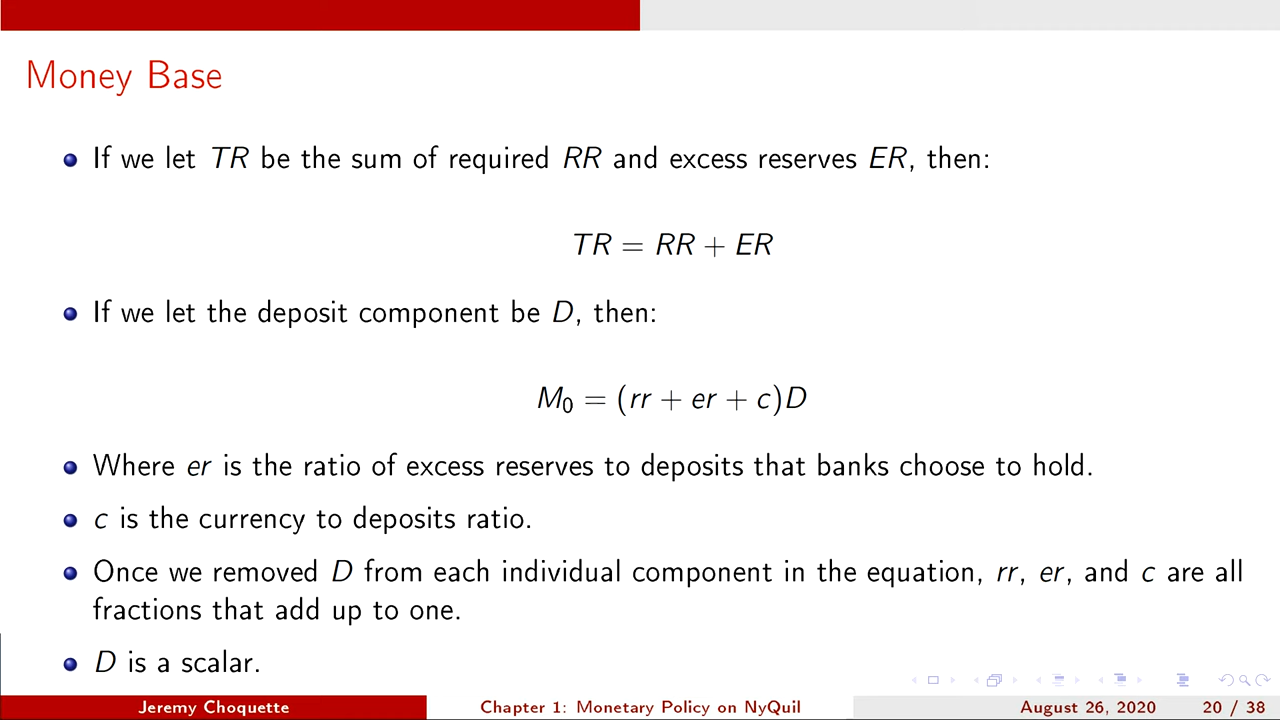 Money Base
If we let TR be the sum of required RR and excess reserves ER, then:
TR = RR + ER
If we let the deposit component be D, then:
M₀ = (rr + er + c)D
Where er is the ratio of excess reserves to deposits that banks choose to hold.
c is the currency to deposits ratio.
Once we removed D from each individual component in the equation, rr, er, and c are all
fractions that add up to one.
D is a scalar.
Jeremy Choquette Chapter 1: Monetary Policy on NyQuil August 26, 2020 20 / 38